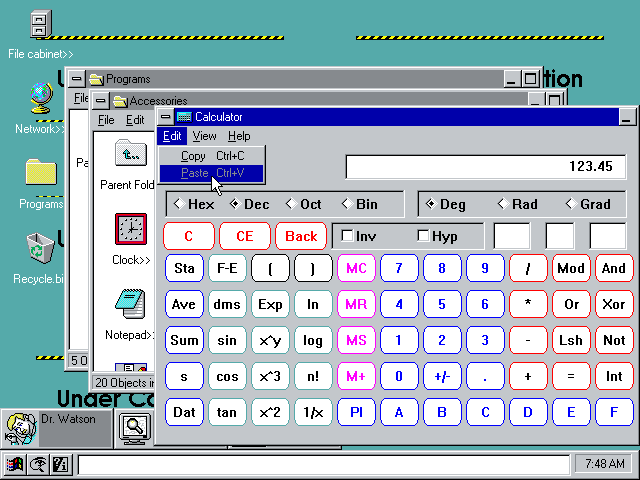 File cabinet>>
Network>>
Programs
Recycle.bi
Under Co
tion
Programs
File
Accessories
File Edit
Parent Fold
Clock>>
Notepad>
20 Objects in
Calculator
Edit View Help
Copy Ctrl+C
Paste Ctrl+V
123.45
Hex Dec Oct Bin Deg Rad Grad
C CE Back Inv Hyp
Sta F-E ( ) MC 7 8 9 / Mod And
Ave dms Exp ln MR 4 5 6 * Or Xor
Sum sin x^y log MS 1 2 3 - Lsh Not
s cos x^3 n! M+ 0 +/- . + = Int
Dat tan x^2 1/x PI A B C D E F
Dr. Watson
7:48 AM